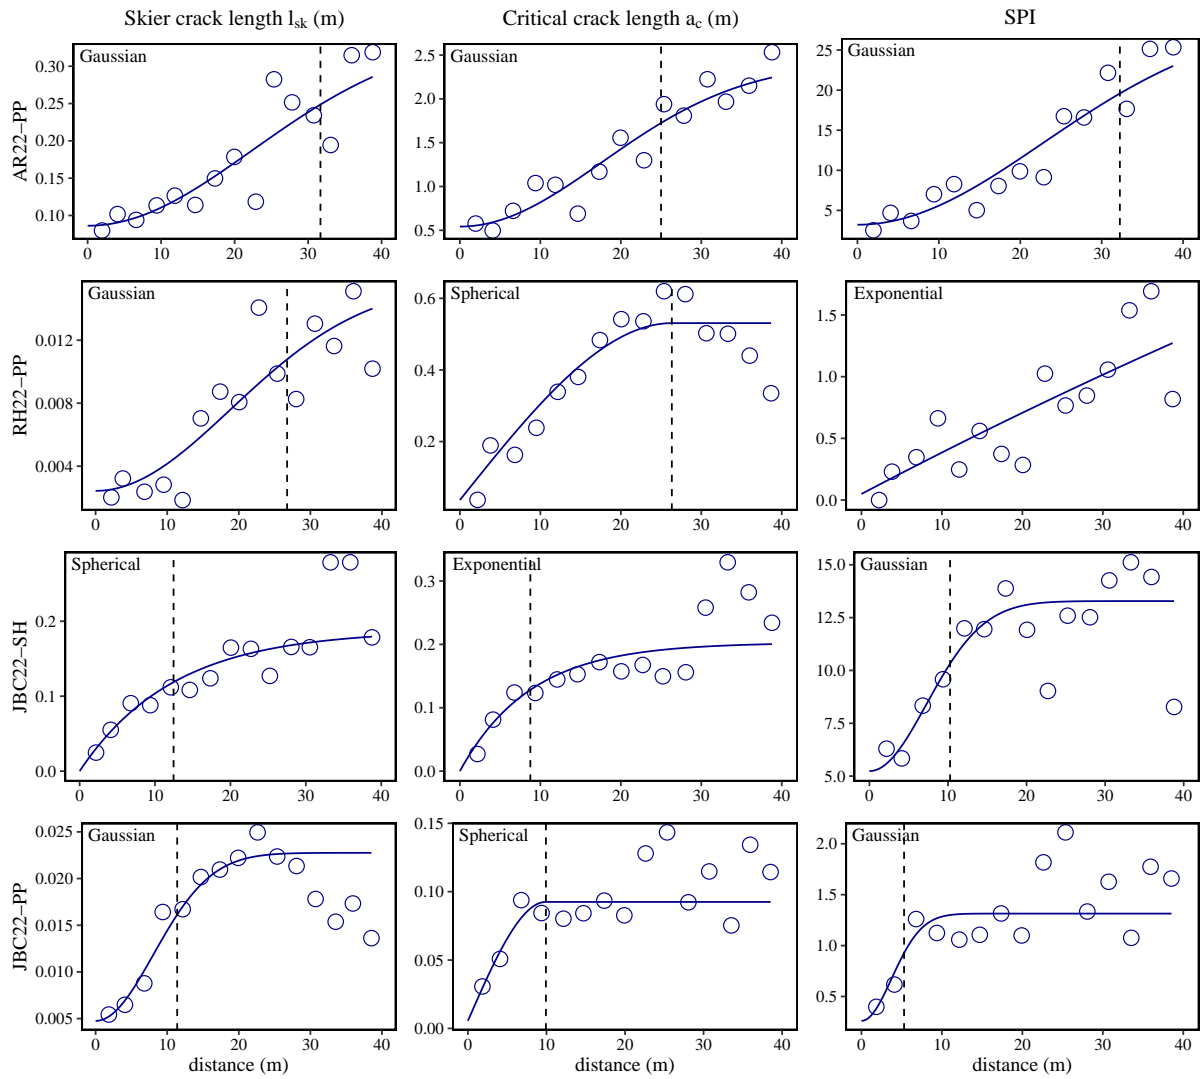 Skier crack length lsk (m)
Critical crack length ac (m)
SPI
AR22−PP
Gaussian
0.30
0.25
0.20
0.15
0.10
0 10 20 30 40
Gaussian
2.5
2.0
1.5
1.0
0.5
0 10 20 30 40
Gaussian
25
20
15
10
5
0 10 20 30 40
RH22−PP
Gaussian
0.012
0.008
0.004
0 10 20 30 40
Spherical
0.6
0.4
0.2
0 10 20 30 40
Exponential
1.5
1.0
0.5
0.0
0 10 20 30 40
JBC22−SH
Spherical
0.2
0.1
0.0
0 10 20 30 40
Exponential
0.3
0.2
0.1
0.0
0 10 20 30 40
Gaussian
15.0
12.5
10.0
7.5
5.0
0 10 20 30 40
JBC22−PP
Gaussian
0.025
0.020
0.015
0.010
0.005
0 10 20 30 40
distance (m)
Spherical
0.15
0.10
0.05
0.00
0 10 20 30 40
distance (m)
Gaussian
2.0
1.5
1.0
0.5
0 10 20 30 40
distance (m)